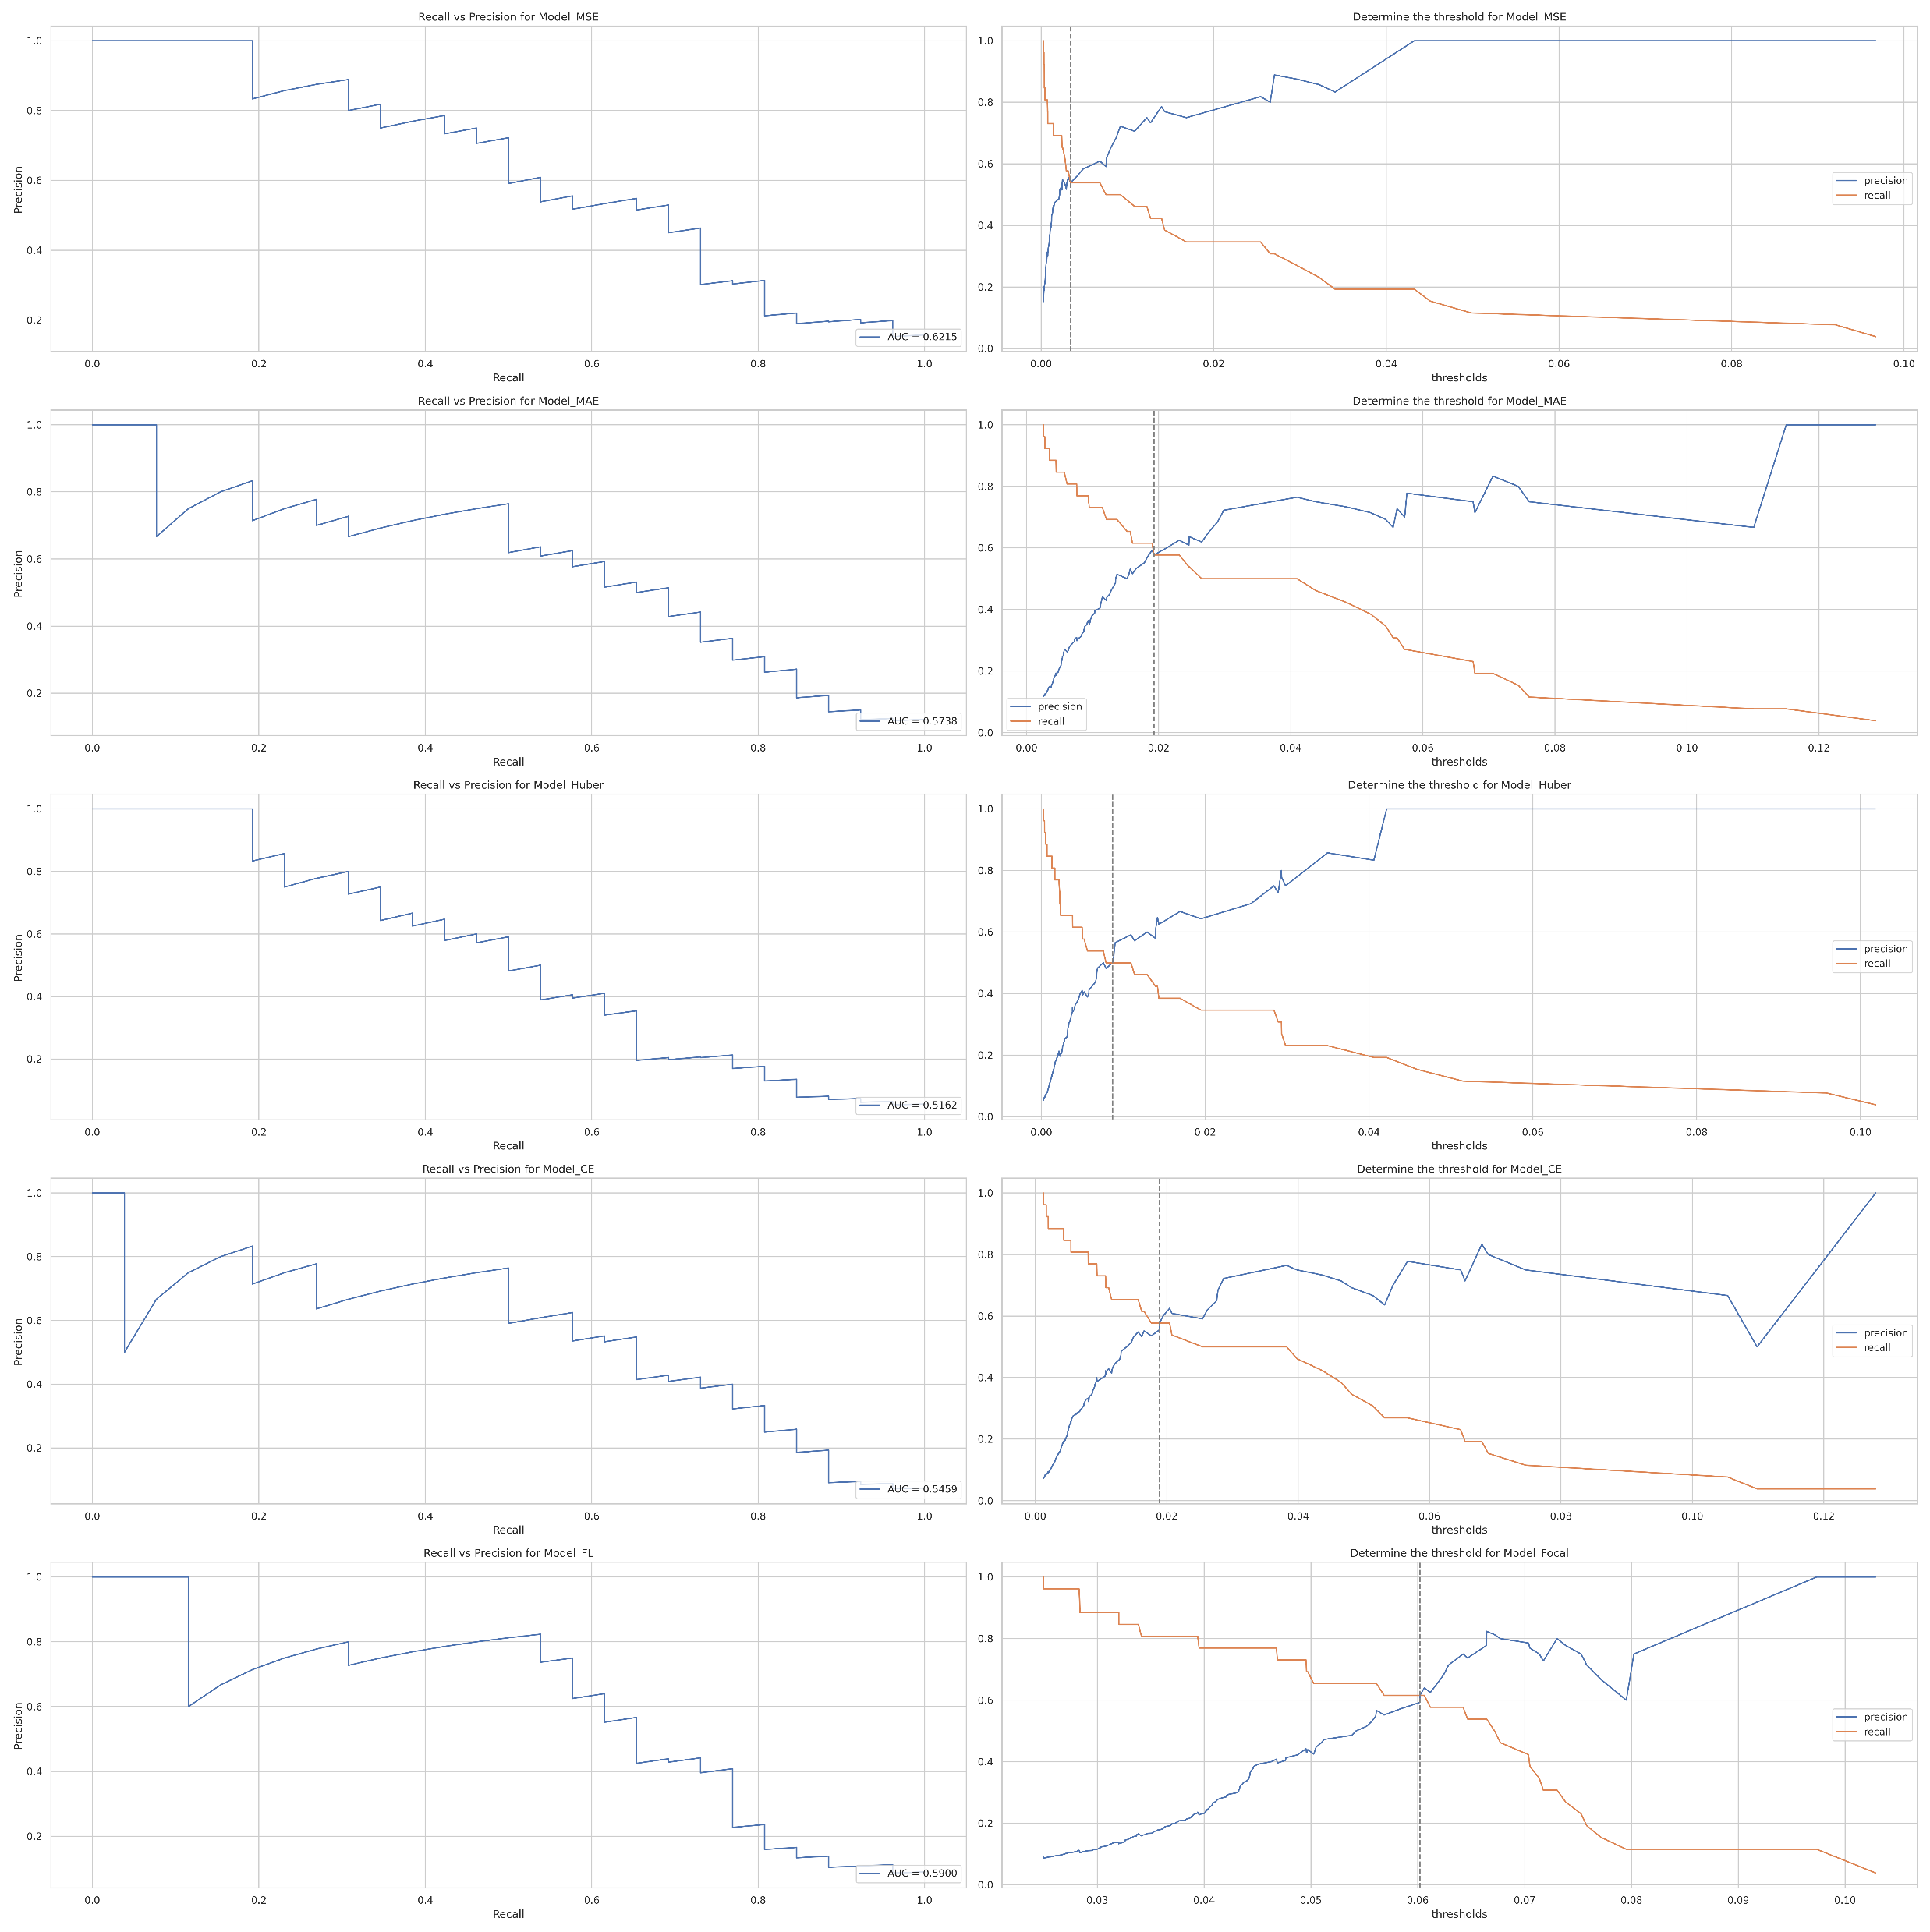 Recall vs Precision for Model_MSE
Precision
1.0
0.8
0.6
0.4
0.2
AUC = 0.6215
0.0 0.2 0.4 0.6 0.8 1.0
Recall
Determine the threshold for Model_MSE
1.0
0.8
0.6
0.4
0.2
0.0
precision
recall
0.00 0.02 0.04 0.06 0.08 0.10
thresholds
Recall vs Precision for Model_MAE
Precision
1.0
0.8
0.6
0.4
0.2
AUC = 0.5738
0.0 0.2 0.4 0.6 0.8 1.0
Recall
Determine the threshold for Model_MAE
1.0
0.8
0.6
0.4
0.2
0.0
precision
recall
0.00 0.02 0.04 0.06 0.08 0.10 0.12
thresholds
Recall vs Precision for Model_Huber
Precision
1.0
0.8
0.6
0.4
0.2
AUC = 0.5162
0.0 0.2 0.4 0.6 0.8 1.0
Recall
Determine the threshold for Model_Huber
1.0
0.8
0.6
0.4
0.2
0.0
precision
recall
0.00 0.02 0.04 0.06 0.08 0.10
thresholds
Recall vs Precision for Model_CE
Precision
1.0
0.8
0.6
0.4
0.2
AUC = 0.5459
0.0 0.2 0.4 0.6 0.8 1.0
Recall
Determine the threshold for Model_CE
1.0
0.8
0.6
0.4
0.2
0.0
precision
recall
0.00 0.02 0.04 0.06 0.08 0.10 0.12
thresholds
Recall vs Precision for Model_FL
Precision
1.0
0.8
0.6
0.4
0.2
AUC = 0.5900
0.0 0.2 0.4 0.6 0.8 1.0
Recall
Determine the threshold for Model_Focal
1.0
0.8
0.6
0.4
0.2
0.0
precision
recall
0.03 0.04 0.05 0.06 0.07 0.08 0.09 0.10
thresholds